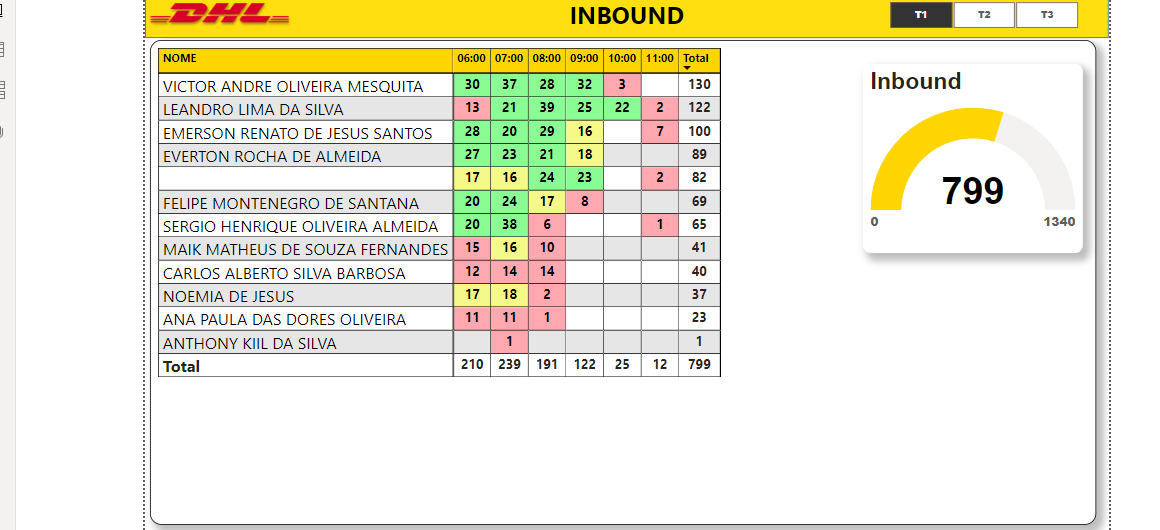 DHL INBOUND T1 T2 T3
NOME 06:00 07:00 08:00 09:00 10:00 11:00 Total
VICTOR ANDRE OLIVEIRA MESQUITA 30 37 28 32 3 130
LEANDRO LIMA DA SILVA 13 21 39 25 22 2 122
EMERSON RENATO DE JESUS SANTOS 28 20 29 16 7 100
EVERTON ROCHA DE ALMEIDA 27 23 21 18 89
17 16 24 23 2 82
FELIPE MONTENEGRO DE SANTANA 20 24 17 8 69
SERGIO HENRIQUE OLIVEIRA ALMEIDA 20 38 6 1 65
MAIK MATHEUS DE SOUZA FERNANDES 15 16 10 41
CARLOS ALBERTO SILVA BARBOSA 12 14 14 40
NOEMIA DE JESUS 17 18 2 37
ANA PAULA DAS DORES OLIVEIRA 11 11 1 23
ANTHONY KIIL DA SILVA 1 1
Total 210 239 191 122 25 12 799
Inbound
799
0 1340